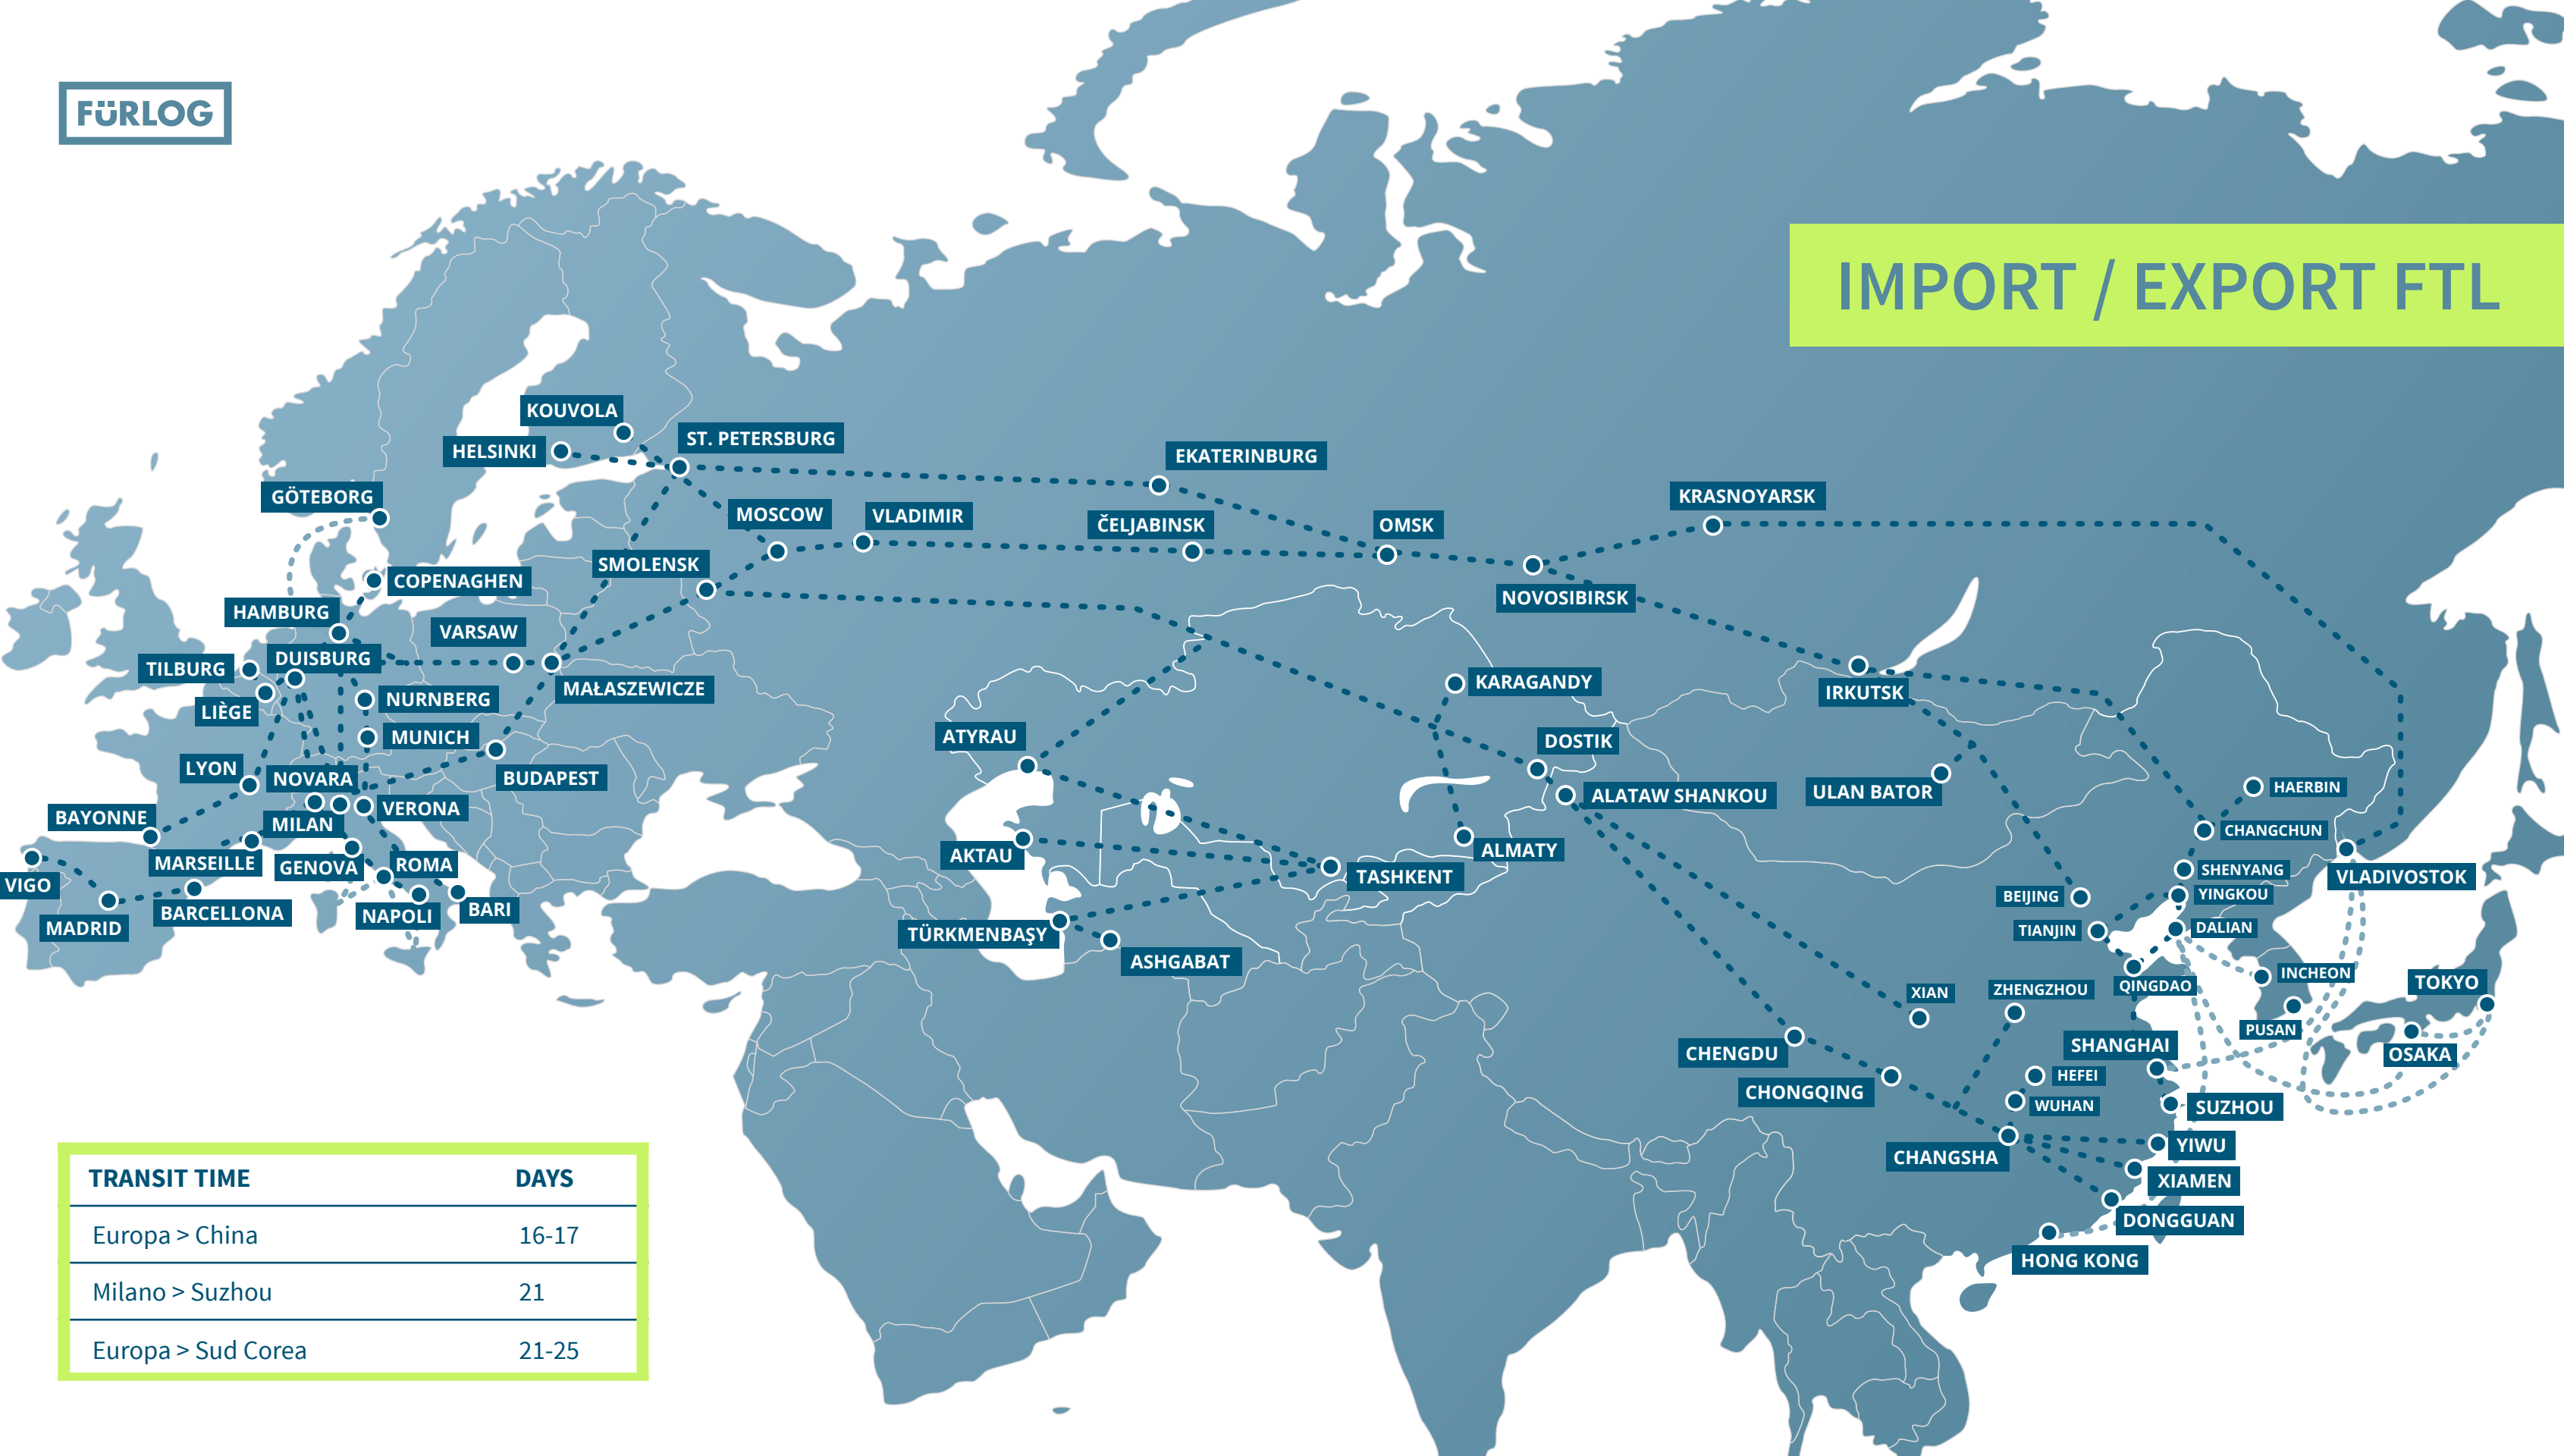 FÜRLOG
IMPORT / EXPORT FTL
KOUVOLA
HELSINKI
ST. PETERSBURG
EKATERINBURG
GÖTEBORG
MOSCOW
VLADIMIR
ČELJABINSK
OMSK
KRASNOYARSK
SMOLENSK
COPENAGHEN
NOVOSIBIRSK
HAMBURG
VARSAW
TILBURG
DUISBURG
MAŁASZEWICZE
KARAGANDY
IRKUTSK
LIÈGE
NURNBERG
MUNICH
ATYRAU
DOSTIK
LYON
NOVARA
BUDAPEST
ALATAW SHANKOU
ULAN BATOR
HAERBIN
BAYONNE
MILAN
VERONA
CHANGCHUN
MARSEILLE
GENOVA
ROMA
AKTAU
ALMATY
SHENYANG
VIGO
TASHKENT
VLADIVOSTOK
BEIJING
YINGKOU
MADRID
BARCELLONA
NAPOLI
BARI
TÜRKMENBAŞY
TIANJIN
DALIAN
ASHGABAT
INCHEON
XIAN
ZHENGZHOU
QINGDAO
TOKYO
PUSAN
CHENGDU
SHANGHAI
OSAKA
CHONGQING
HEFEI
WUHAN
SUZHOU
CHANGSHA
YIWU
XIAMEN
DONGGUAN
HONG KONG
TRANSIT TIME DAYS
Europa > China 16-17
Milano > Suzhou 21
Europa > Sud Corea 21-25